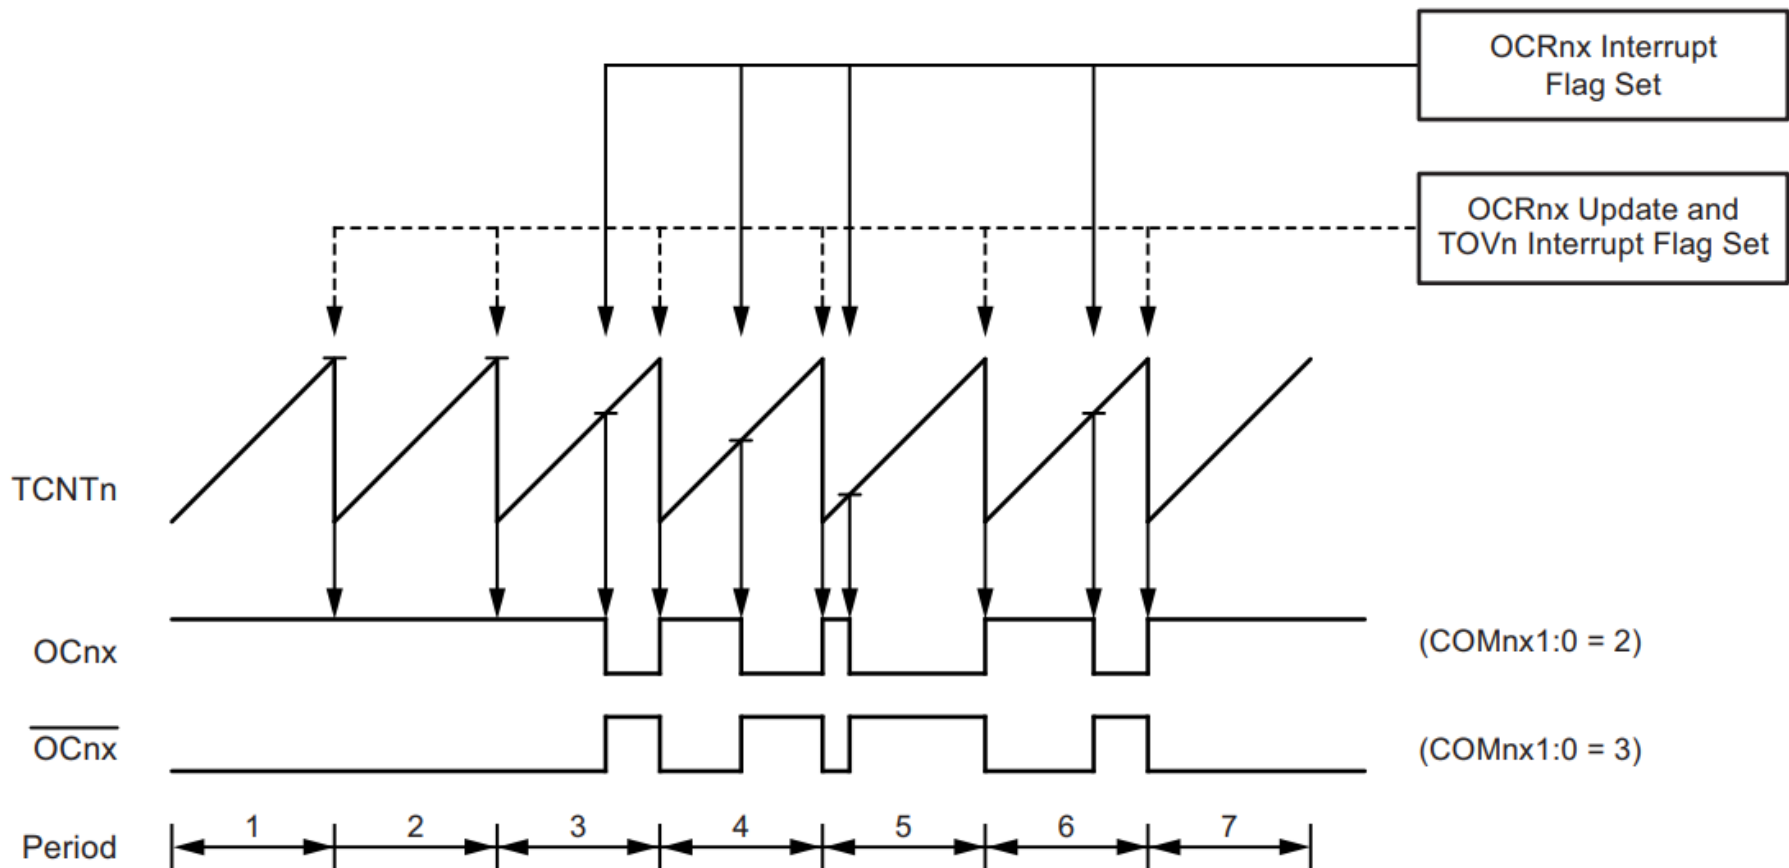 OCRnx Interrupt
Flag Set
OCRnx Update and
TOVn Interrupt Flag Set
TCNTn
OCnx
(COMnx1:0 = 2)
OCnx
(COMnx1:0 = 3)
Period
1
2
3
4
5
6
7